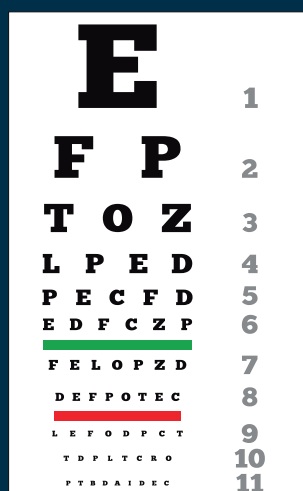 E 1
F P 2
T O Z 3
L P E D 4
P E C F D 5
E D F C Z P 6
F E L O P Z D 7
D E F P O T E C 8
L E F O D P C T 9
T D P L T C R O 10
P T B D A I D E C 11